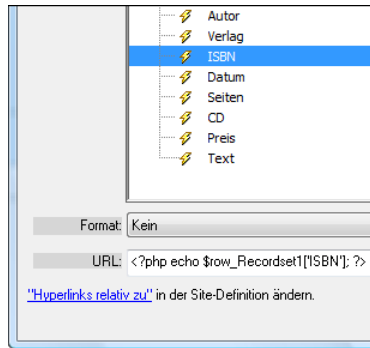 Autor
Verlag
ISBN
Datum
Seiten
CD
Preis
Text
Format: Kein
URL: <?php echo $row_Recordset1['ISBN']; ?>
"Hyperlinks relativ zu" in der Site-Definition ändern.